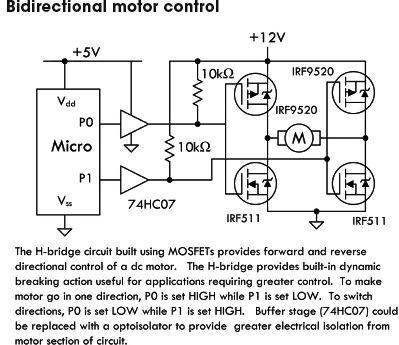 Bidirectional motor control
+12V
+5V
10kΩ
IRF9520
Vdd
IRF9520
P0
Micro
M
10kΩ
P1
Vss
74HC07
IRF511
IRF511
The H-bridge circuit built using MOSFETs provides forward and reverse
directional control of a dc motor. The H-bridge provides built-in dynamic
breaking action useful for applications requiring greater control. To make
motor go in one direction, P0 is set HIGH while P1 is set LOW. To switch
directions, P0 is set LOW while P1 is set HIGH. Buffer stage (74HC07) could
be replaced with a optoisolator to provide greater electrical isolation from
motor section of circuit.